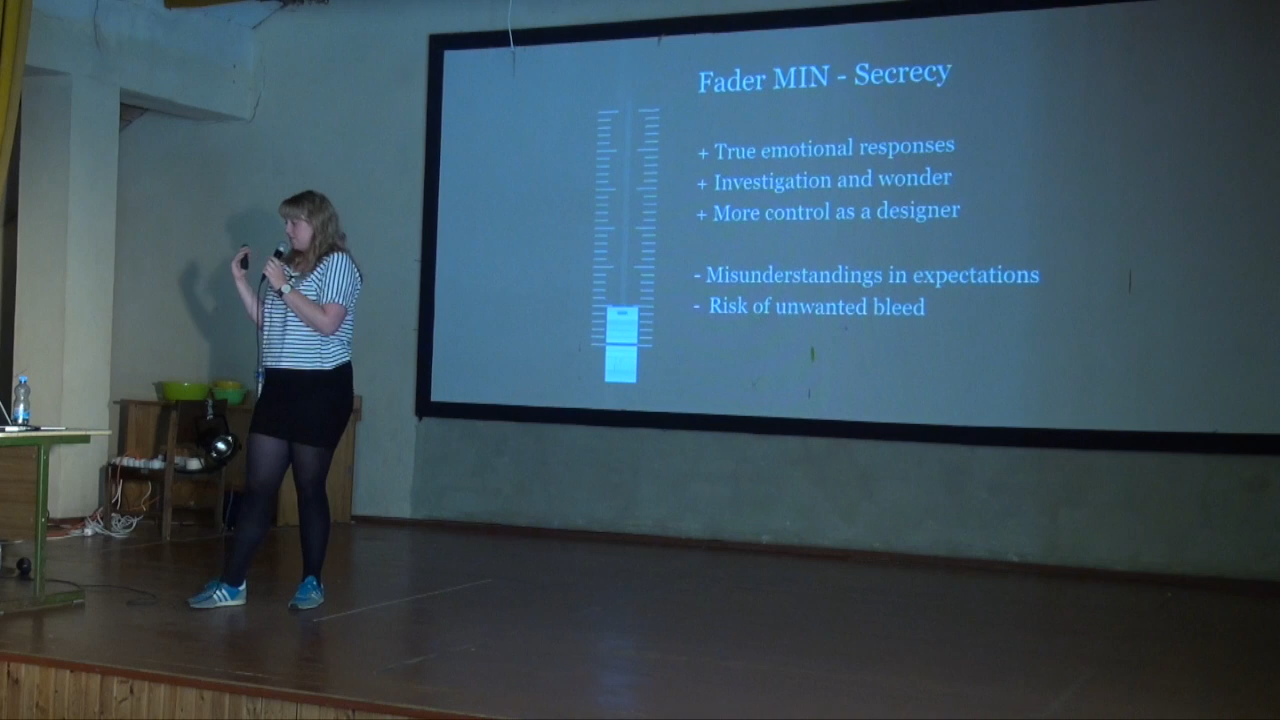 Fader MIN - Secrecy
+ True emotional responses
+ Investigation and wonder
+ More control as a designer
- Misunderstandings in expectations
- Risk of unwanted bleed